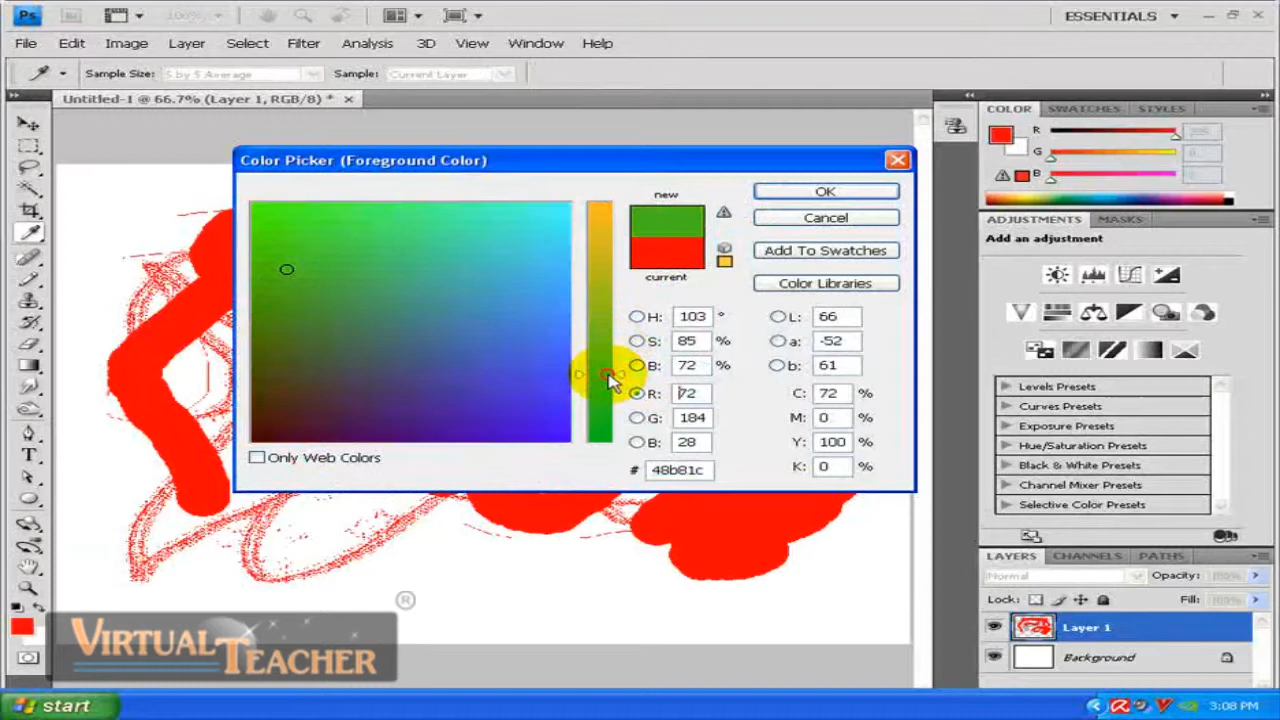 Ps 100% ESSENTIALS
File Edit Image Layer Select Filter Analysis 3D View Window Help
Sample Size: 5 by 5 Average Sample: Current Layer
Untitled-1 @ 66.7% (Layer 1, RGB/8) *
Color Picker (Foreground Color)
new
current
OK
Cancel
Add To Swatches
Color Libraries
H: 103 ° L: 66
S: 85 % a: -52
B: 72 % b: 61
R: 72 C: 72 %
G: 184 M: 0 %
B: 28 Y: 100 %
# 48b81c K: 0 %
Only Web Colors
COLOR SWATCHES STYLES
R
G
B
ADJUSTMENTS MASKS
Add an adjustment
Levels Presets
Curves Presets
Exposure Presets
Hue/Saturation Presets
Black & White Presets
Channel Mixer Presets
Selective Color Presets
LAYERS CHANNELS PATHS
Normal Opacity: 100%
Lock: Fill: 100%
Layer 1
Background
®
VIRTUAL
TEACHER
start 3:08 PM